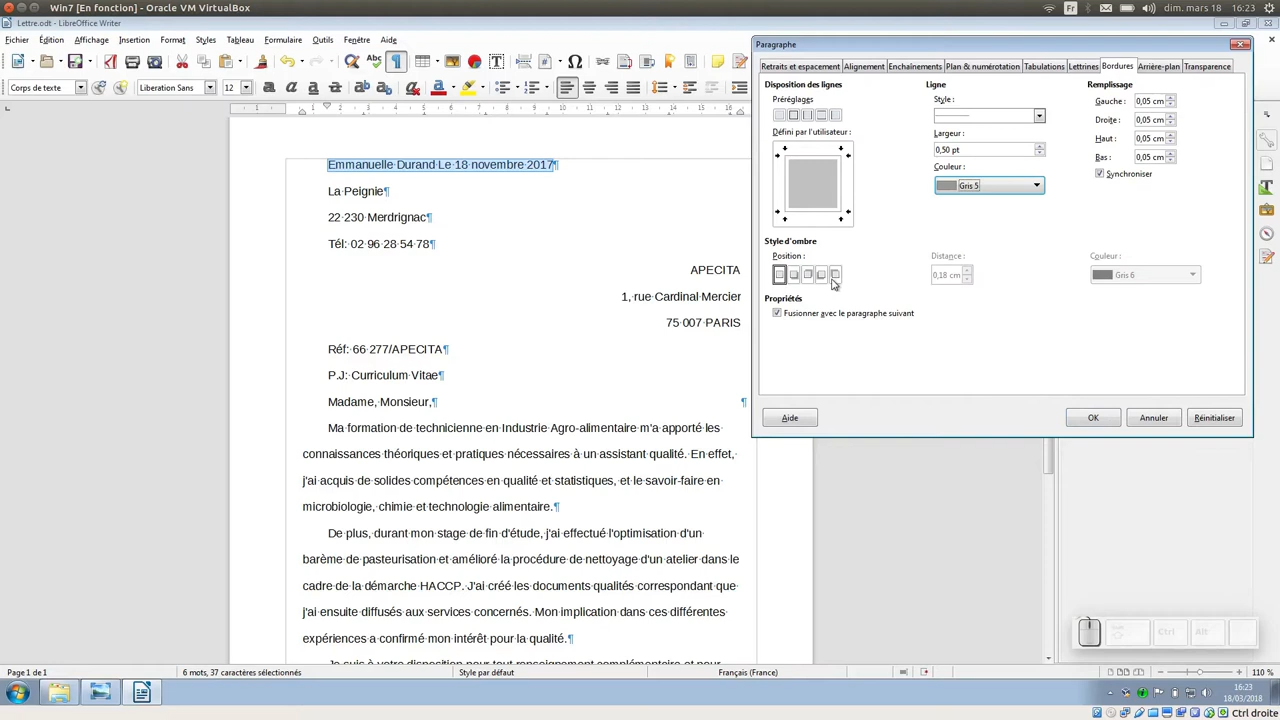 Win7 [En fonction] - Oracle VM VirtualBox
Fr
dim. mars 18
16:23
Lettre.odt - LibreOffice Writer
Fichier Édition Affichage Insertion Format Styles Tableau Formulaire Outils Fenêtre Aide
Corps de texte
Liberation Sans
12
Emmanuelle Durand Le 18 novembre 2017¶
La Peignie¶
22 230 Merdrignac¶
Tél: 02 96 28 54 78¶
APECITA
1, rue Cardinal Mercier
75 007 PARIS
Réf: 66 277/APECITA¶
P.J: Curriculum Vitae¶
Madame, Monsieur,¶
¶
Ma formation de technicienne en Industrie Agro-alimentaire m'a apporté les
connaissances théoriques et pratiques nécessaires à un assistant qualité. En effet,
j'ai acquis de solides compétences en qualité et statistiques, et le savoir-faire en
microbiologie, chimie et technologie alimentaire.¶
De plus, durant mon stage de fin d'étude, j'ai effectué l'optimisation d'un
barème de pasteurisation et amélioré la procédure de nettoyage d'un atelier dans le
cadre de la démarche HACCP. J'ai créé les documents qualités correspondant que
j'ai ensuite diffusés aux services concernés. Mon implication dans ces différentes
expériences a confirmé mon intérêt pour la qualité.¶
Je suis à votre disposition pour tout renseignement complémentaire et pour
Paragraphe
Retraits et espacement Alignement Enchaînements Plan & numérotation Tabulations Lettrines Bordures Arrière-plan Transparence
Disposition des lignes
Préréglages
Défini par l'utilisateur :
Ligne
Style :
Largeur :
0,50 pt
Couleur :
Gris 5
Remplissage
Gauche : 0,05 cm
Droite : 0,05 cm
Haut : 0,05 cm
Bas : 0,05 cm
Synchroniser
Style d'ombre
Position :
Distance :
0,18 cm
Couleur :
Gris 6
Propriétés
Fusionner avec le paragraphe suivant
Aide
OK
Annuler
Réinitialiser
Ctrl
Alt
Page 1 de 1
6 mots, 37 caractères sélectionnés
Style par défaut
Français (France)
110 %
16:23
18/03/2018
Ctrl droite